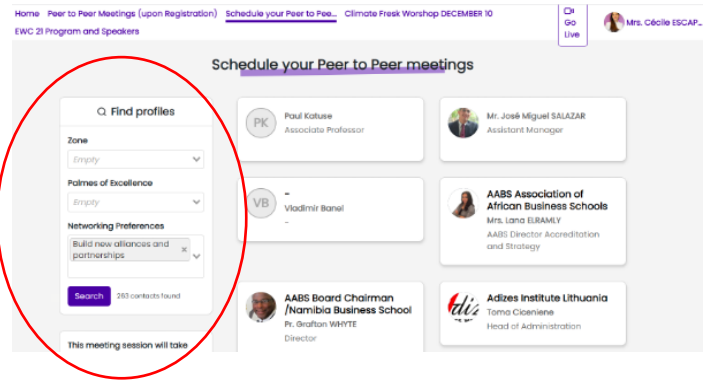 Home Peer to Peer Meetings (upon Registration) Schedule your Peer to Pee... Climate Fresk Worshop DECEMBER 10
EWC 21 Program and Speakers
Go
Live
Mrs. Cécile ESCAP...
Schedule your Peer to Peer meetings
Find profiles
Zone
Empty
Palmes of Excellence
Empty
Networking Preferences
Build new alliances and
partnerships ×
Search 263 contacts found
This meeting session will take
PK
Paul Katuse
Associate Professor
Mr. José Miguel SALAZAR
Assistant Manager
VB
-
Vladimir Banel
-
AABS Association of
African Business Schools
Mrs. Lana ELRAMLY
AABS Director Accreditation
and Strategy
AABS Board Chairman
/Namibia Business School
Pr. Grafton WHYTE
Director
adiz
Adizes Institute Lithuania
Toma Ciceniene
Head of Administration